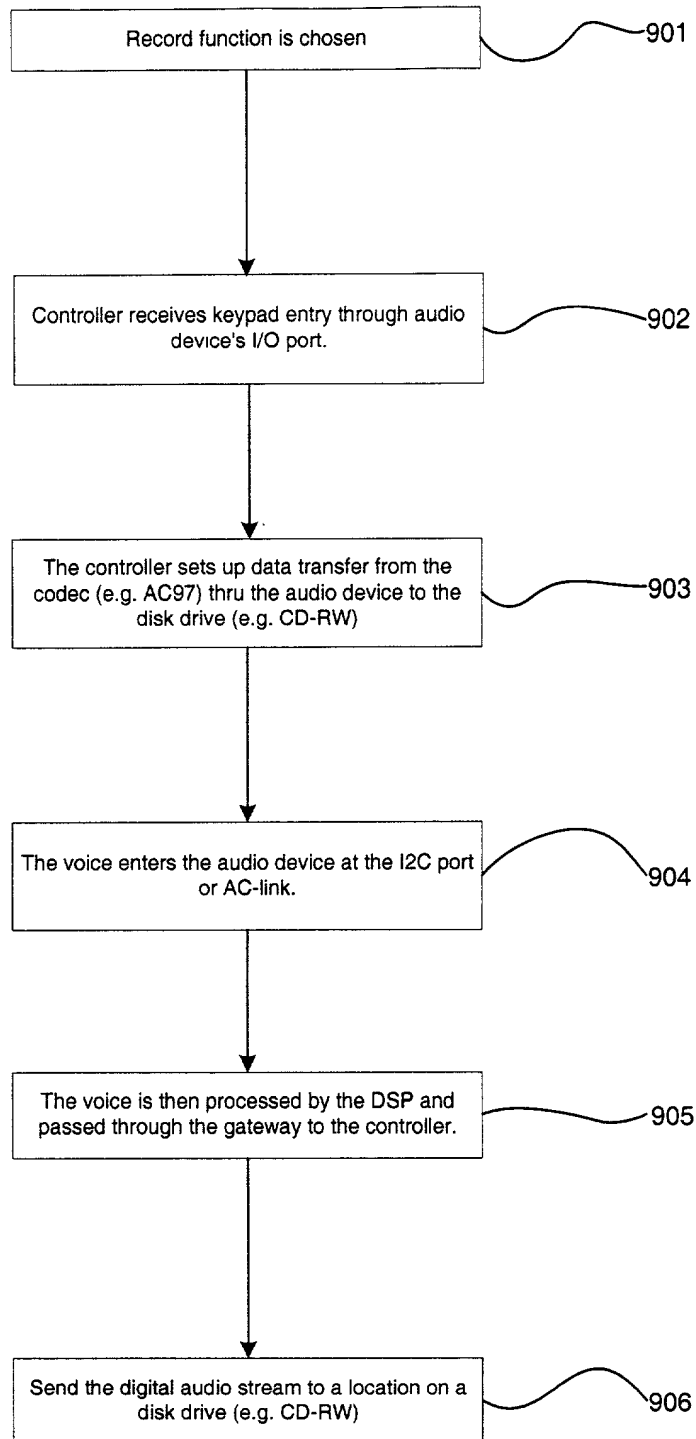 Record function is chosen
901
Controller receives keypad entry through audio
device's I/O port.
902
The controller sets up data transfer from the
codec (e.g. AC97) thru the audio device to the
disk drive (e.g. CD-RW)
903
The voice enters the audio device at the I2C port
or AC-link.
904
The voice is then processed by the DSP and
passed through the gateway to the controller.
905
Send the digital audio stream to a location on a
disk drive (e.g. CD-RW)
906